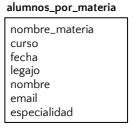 alumnos_por_materia
nombre_materia
curso
fecha
legajo
nombre
email
especialidad